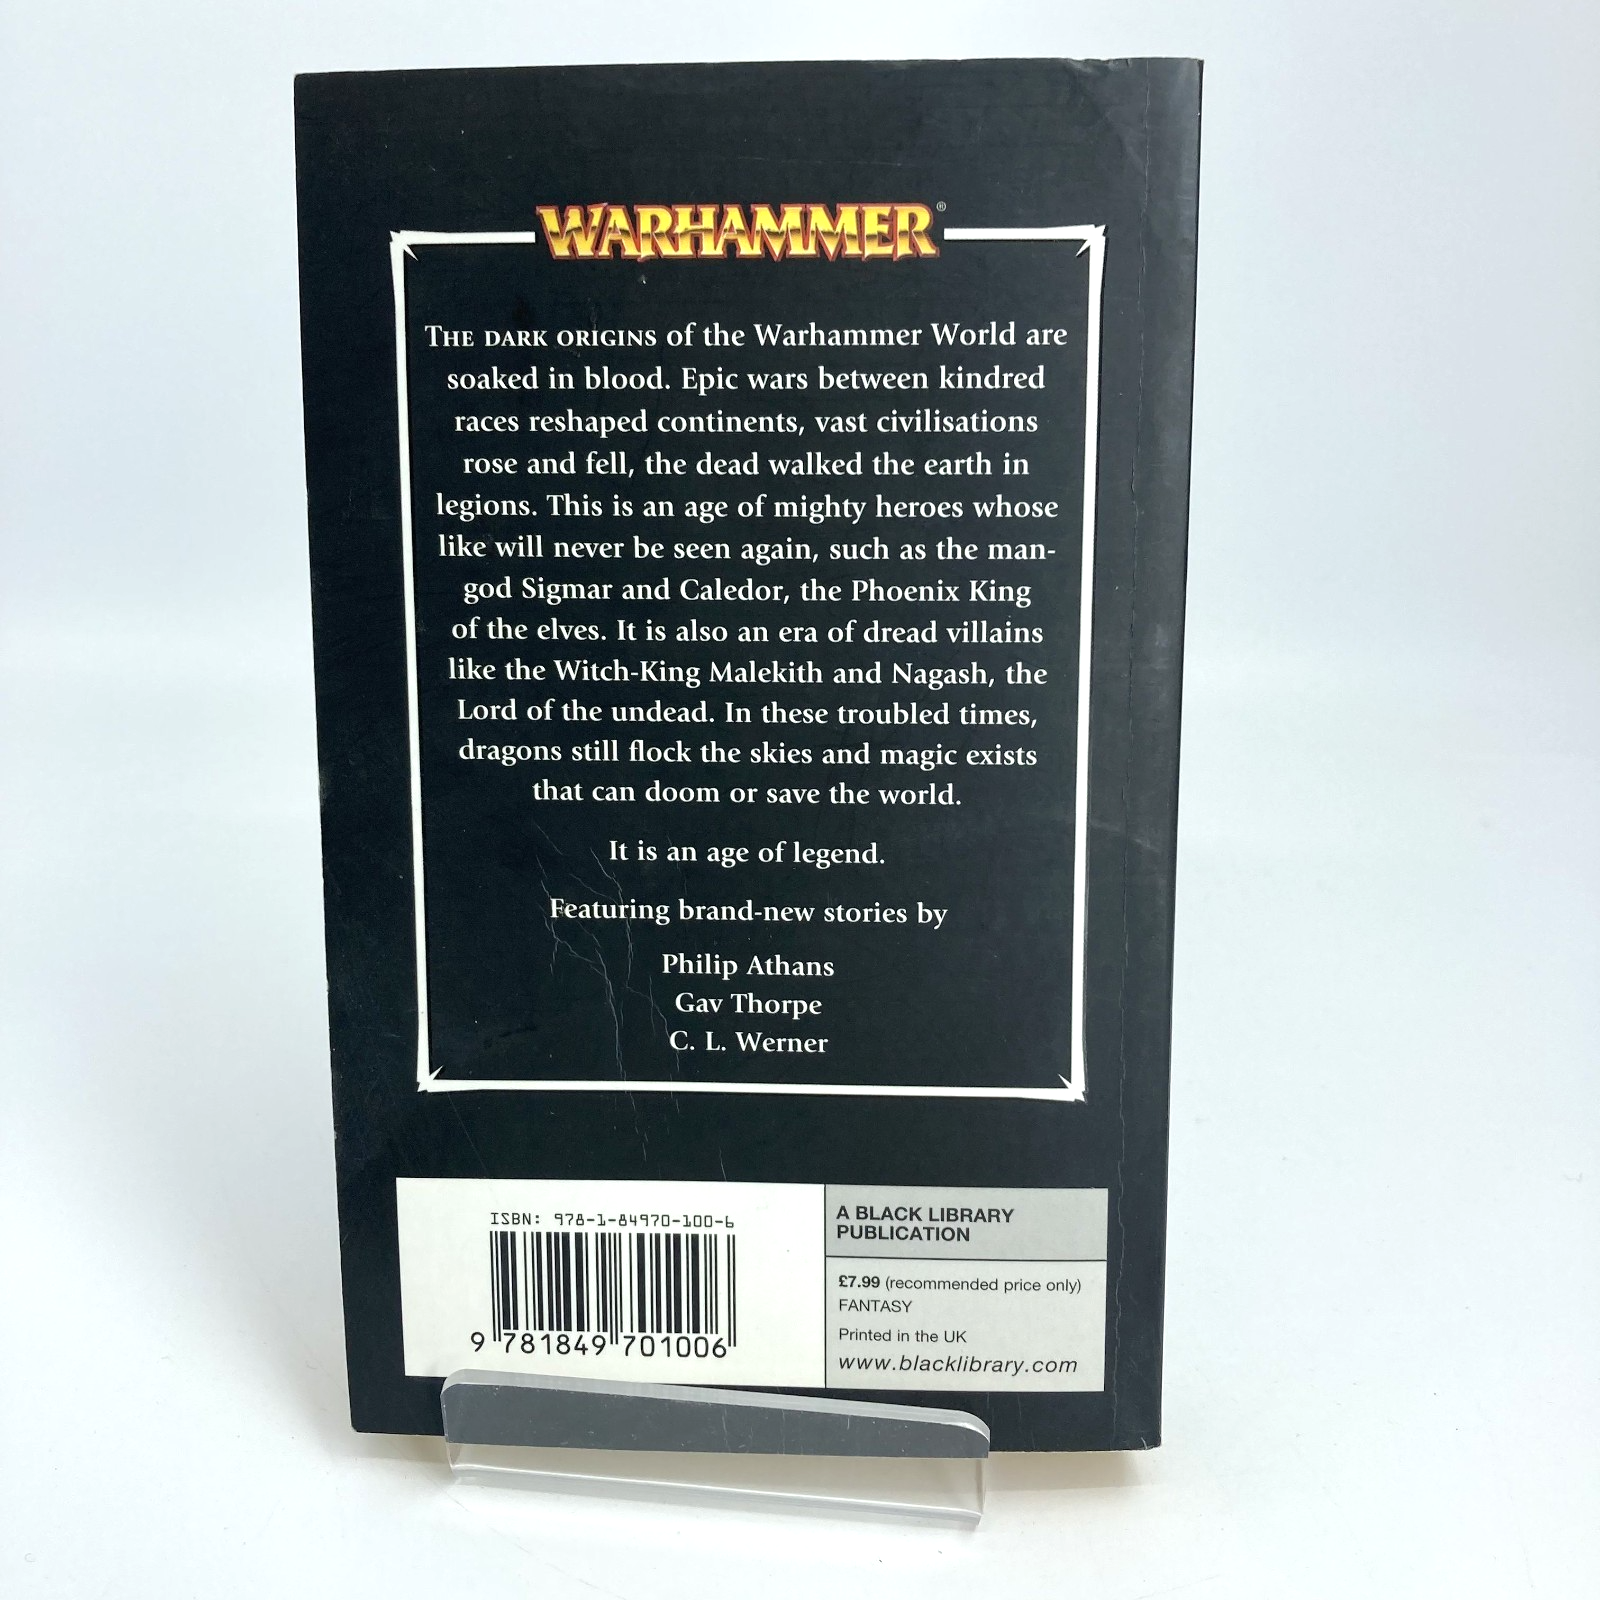 WARHAMMER®
THE DARK ORIGINS of the Warhammer World are
soaked in blood. Epic wars between kindred
races reshaped continents, vast civilisations
rose and fell, the dead walked the earth in
legions. This is an age of mighty heroes whose
like will never be seen again, such as the man-
god Sigmar and Caledor, the Phoenix King
of the elves. It is also an era of dread villains
like the Witch-King Malekith and Nagash, the
Lord of the undead. In these troubled times,
dragons still flock the skies and magic exists
that can doom or save the world.
It is an age of legend.
Featuring brand-new stories by
Philip Athans
Gav Thorpe
C. L. Werner
ISBN: 978-1-84970-100-6
9 781849 701006
A BLACK LIBRARY
PUBLICATION
£7.99 (recommended price only)
FANTASY
Printed in the UK
www.blacklibrary.com